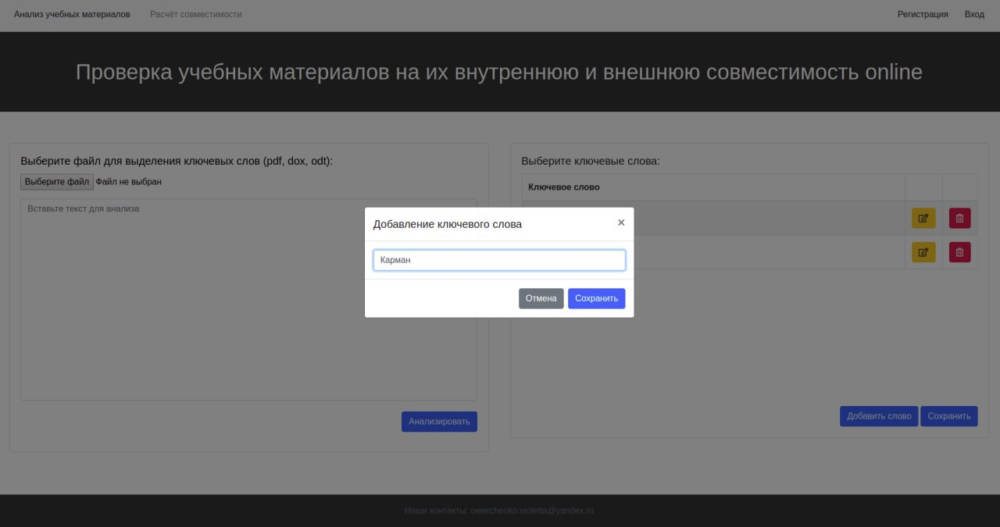 Анализ учебных материалов Расчёт совместимости Регистрация Вход
Проверка учебных материалов на их внутреннюю и внешнюю совместимость online
Выберите файл для выделения ключевых слов (pdf, dox, odt):
Выберите файл Файл не выбран
Вставьте текст для анализа
Анализировать
Выберите ключевые слова:
Ключевое слово
Добавить слово Сохранить
Добавление ключевого слова ×
Карман
Отмена Сохранить
Наши контакты: owerchenko.violetta@yandex.ru